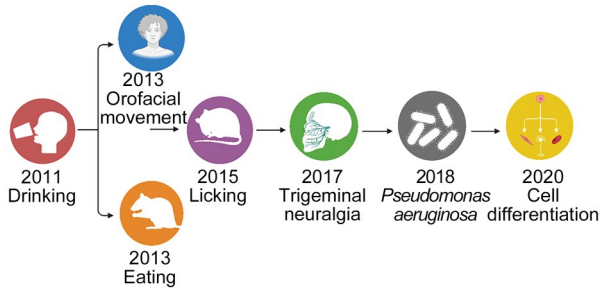 2013
Orofacial
movement
2011
Drinking
2015
Licking
2017
Trigeminal
neuralgia
2018
Pseudomonas
aeruginosa
2020
Cell
differentiation
2013
Eating